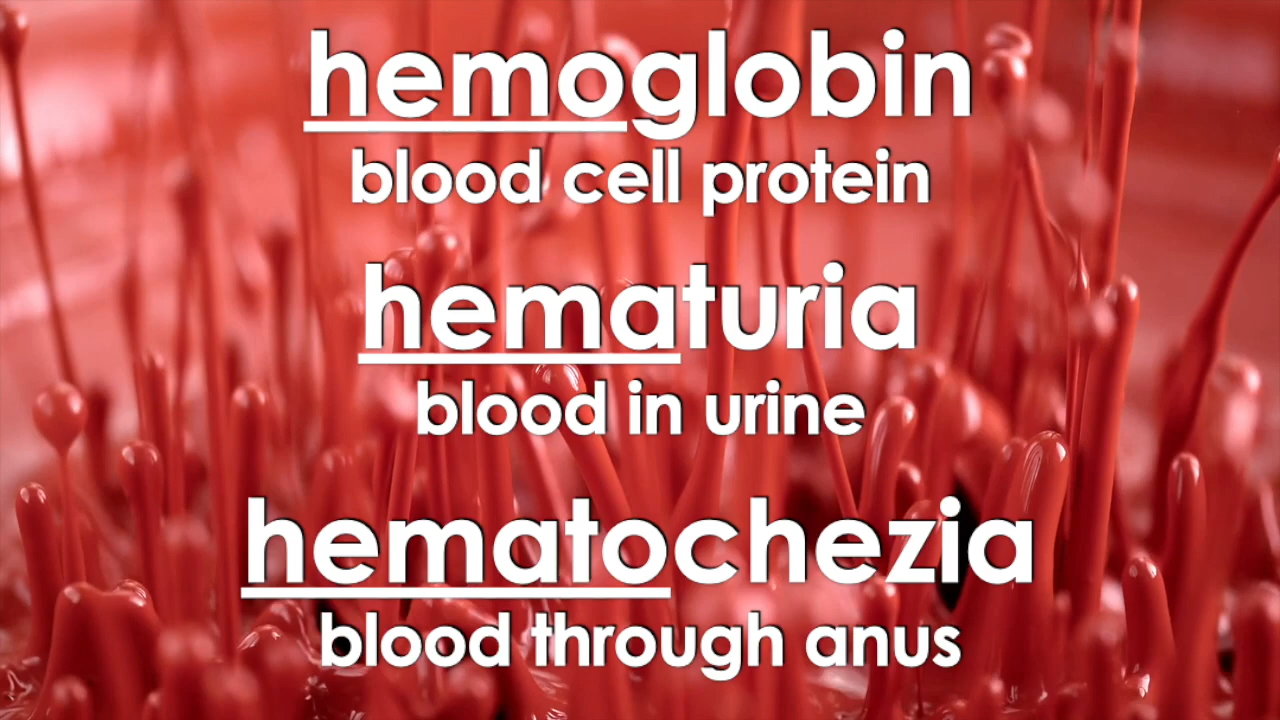 hemoglobin
blood cell protein
hematuria
blood in urine
hematochezia
blood through anus